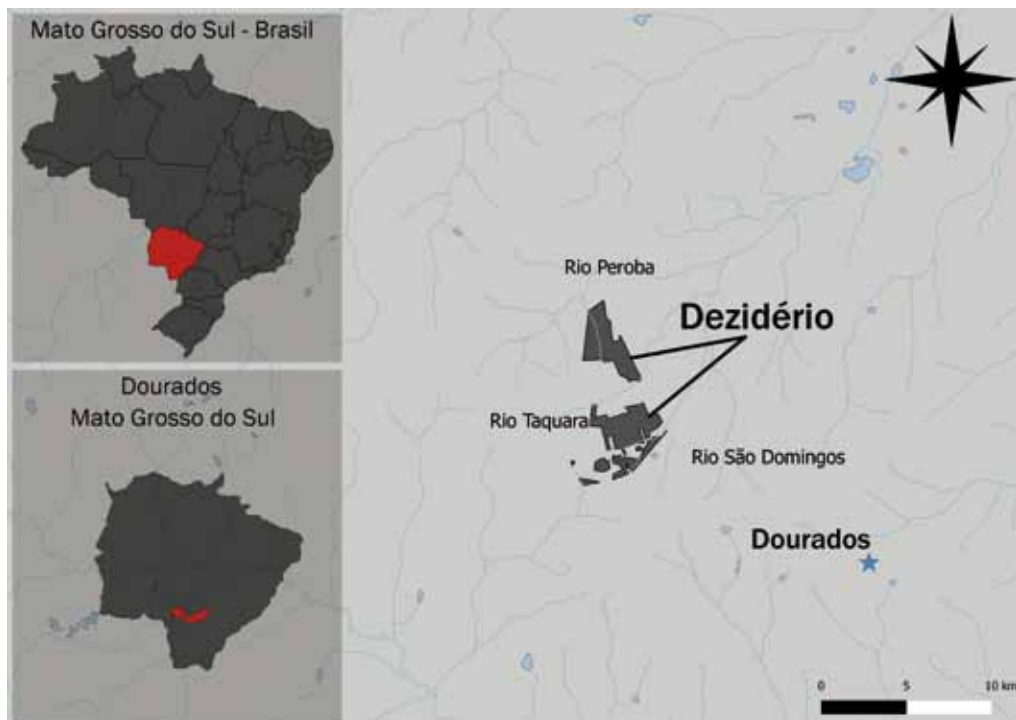 Mato Grosso do Sul - Brasil
Dourados
Mato Grosso do Sul
Rio Peroba
Dezidério
Rio Taquara
Rio São Domingos
Dourados
0 5 10 km